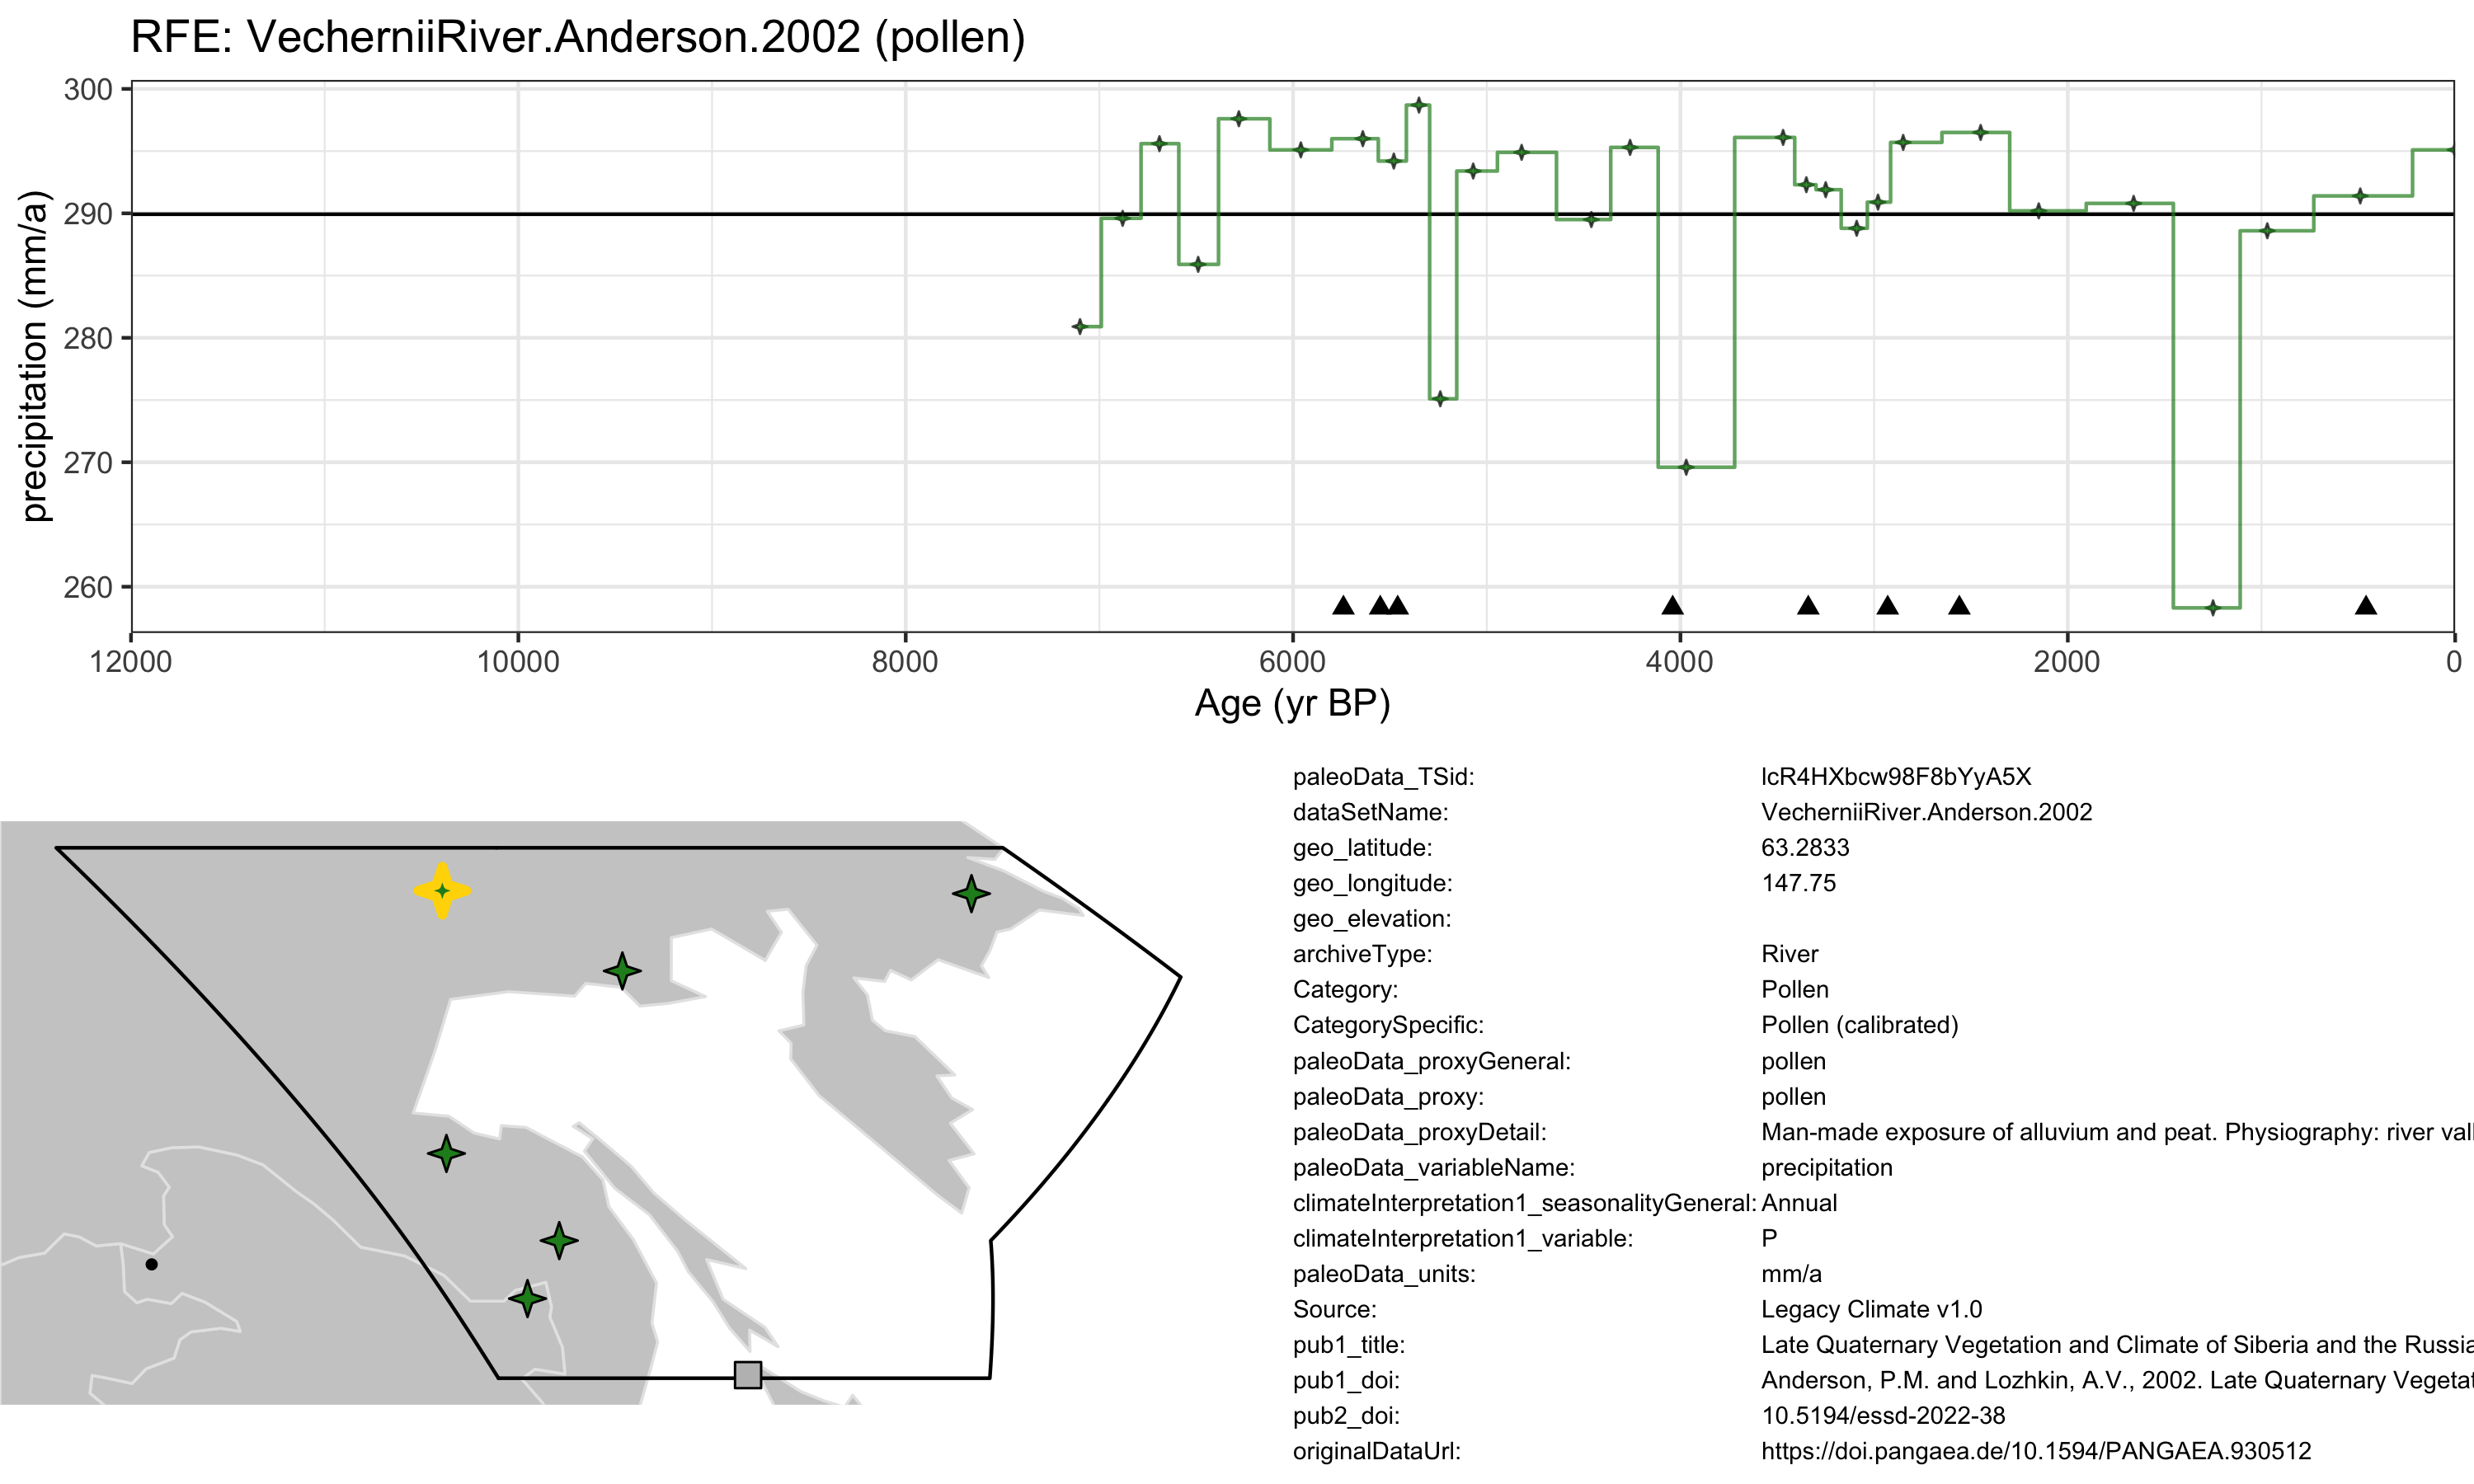 RFE: VecherniiRiver.Anderson.2002 (pollen)
precipitation (mm/a)
300
290
280
270
260
12000 10000 8000 6000 4000 2000 0
Age (yr BP)
paleoData_TSid: lcR4HXbcw98F8bYyA5X
dataSetName: VecherniiRiver.Anderson.2002
geo_latitude: 63.2833
geo_longitude: 147.75
geo_elevation:
archiveType: River
Category: Pollen
CategorySpecific: Pollen (calibrated)
paleoData_proxyGeneral: pollen
paleoData_proxy: pollen
paleoData_proxyDetail: Man-made exposure of alluvium and peat. Physiography: river vall
paleoData_variableName: precipitation
climateInterpretation1_seasonalityGeneral: Annual
climateInterpretation1_variable: P
paleoData_units: mm/a
Source: Legacy Climate v1.0
pub1_title: Late Quaternary Vegetation and Climate of Siberia and the Russia
pub1_doi: Anderson, P.M. and Lozhkin, A.V., 2002. Late Quaternary Vegetat
pub2_doi: 10.5194/essd-2022-38
originalDataUrl: https://doi.pangaea.de/10.1594/PANGAEA.930512